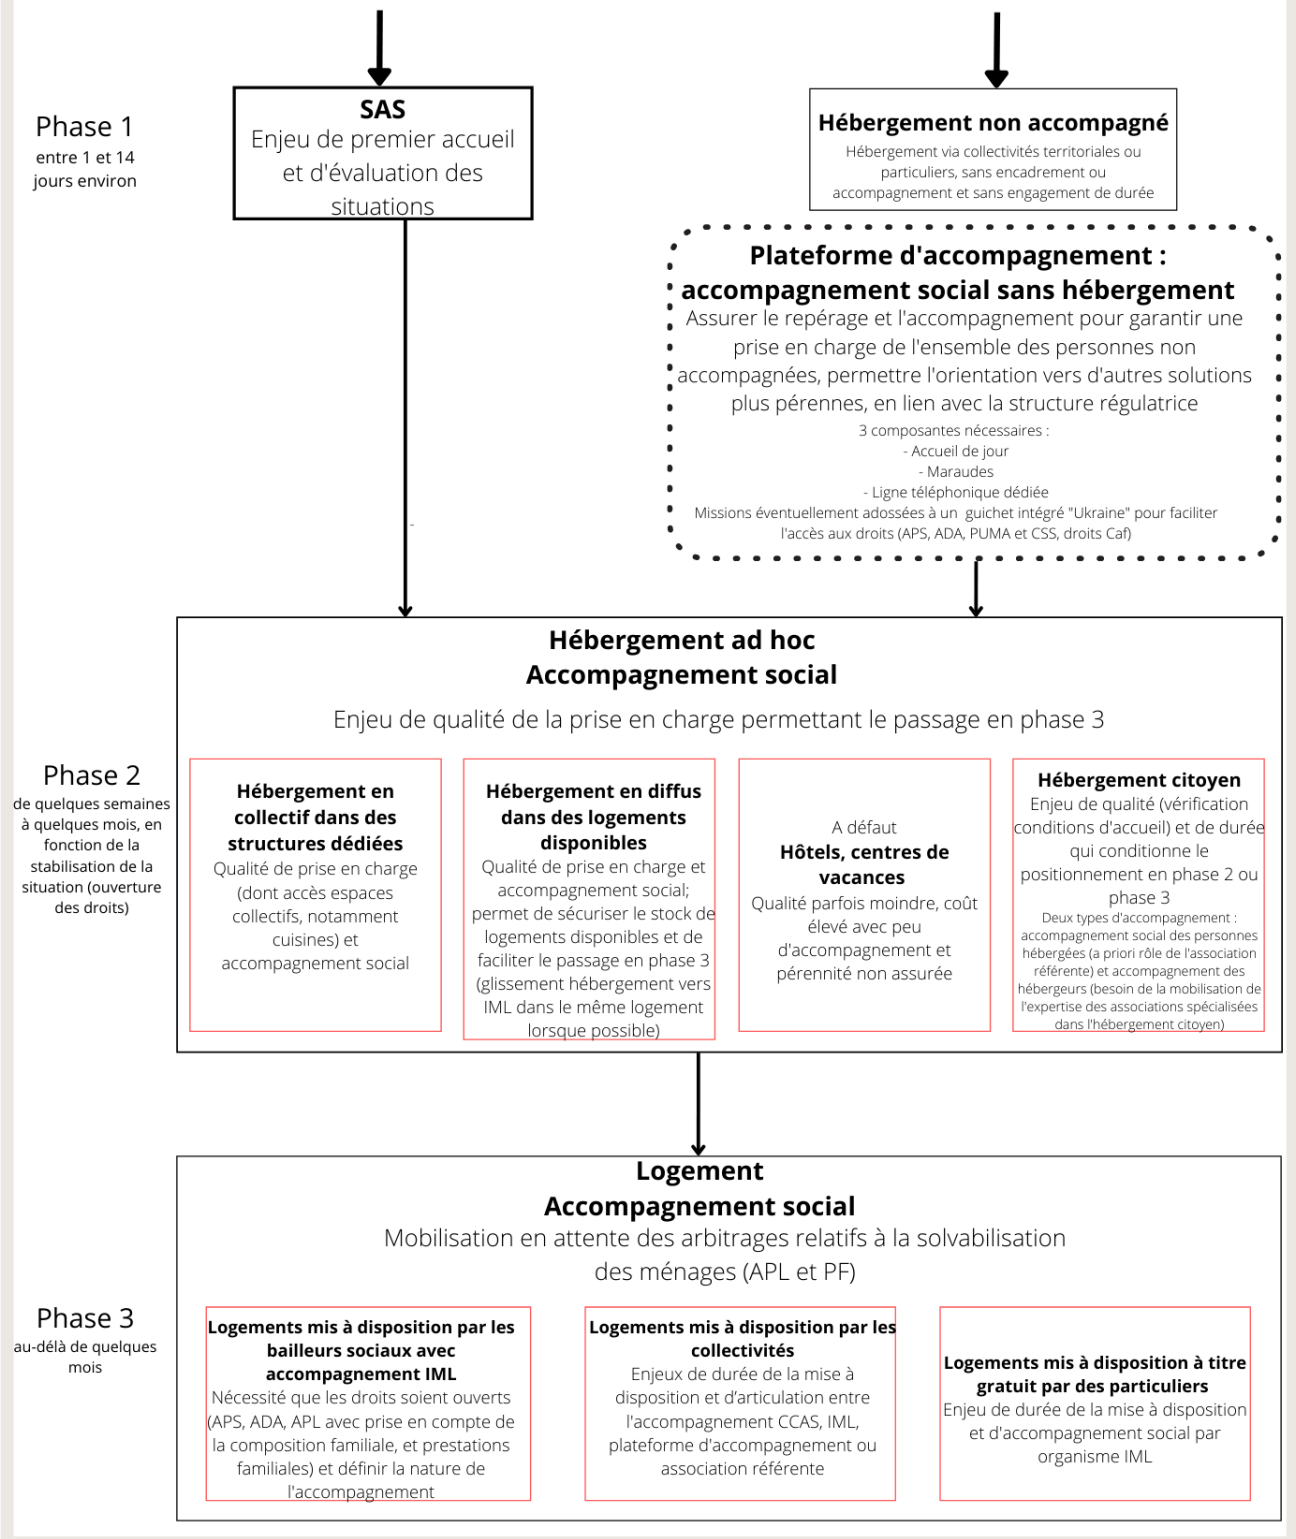 Phase 1
entre 1 et 14
jours environ
SAS
Enjeu de premier accueil
et d'évaluation des
situations
Hébergement non accompagné
Hébergement via collectivités territoriales ou
particuliers, sans encadrement ou
accompagnement et sans engagement de durée
Plateforme d'accompagnement :
accompagnement social sans hébergement
Assurer le repérage et l'accompagnement pour garantir une
prise en charge de l'ensemble des personnes non
accompagnées, permettre l'orientation vers d'autres solutions
plus pérennes, en lien avec la structure régulatrice
3 composantes nécessaires :
- Accueil de jour
- Maraudes
- Ligne téléphonique dédiée
Missions éventuellement adossées à un guichet intégré "Ukraine" pour faciliter
l'accès aux droits (APS, ADA, PUMA et CSS, droits Caf)
-
Phase 2
de quelques semaines
à quelques mois, en
fonction de la
stabilisation de la
situation (ouverture
des droits)
Hébergement ad hoc
Accompagnement social
Enjeu de qualité de la prise en charge permettant le passage en phase 3
Hébergement en
collectif dans des
structures dédiées
Qualité de prise en charge
(dont accès espaces
collectifs, notamment
cuisines) et
accompagnement social
Hébergement en diffus
dans des logements
disponibles
Qualité de prise en charge et
accompagnement social;
permet de sécuriser le stock de
logements disponibles et de
faciliter le passage en phase 3
(glissement hébergement vers
IML dans le même logement
lorsque possible)
A défaut
Hôtels, centres de
vacances
Qualité parfois moindre, coût
élevé avec peu
d'accompagnement et
pérennité non assurée
Hébergement citoyen
Enjeu de qualité (vérification
conditions d'accueil) et de durée
qui conditionne le
positionnement en phase 2 ou
phase 3
Deux types d'accompagnement :
accompagnement social des personnes
hébergées (a priori rôle de l'association
référente) et accompagnement des
hébergeurs (besoin de la mobilisation de
l'expertise des associations spécialisées
dans l'hébergement citoyen)
Phase 3
au-délà de quelques
mois
Logement
Accompagnement social
Mobilisation en attente des arbitrages relatifs à la solvabilisation
des ménages (APL et PF)
Logements mis à disposition par les
bailleurs sociaux avec
accompagnement IML
Nécessité que les droits soient ouverts
(APS, ADA, APL avec prise en compte de
la composition familiale, et prestations
familiales) et définir la nature de
l'accompagnement
Logements mis à disposition par les
collectivités
Enjeux de durée de la mise à
disposition et d’articulation entre
l'accompagnement CCAS, IML,
plateforme d'accompagnement ou
association référente
Logements mis à disposition à titre
gratuit par des particuliers
Enjeu de durée de la mise à disposition
et d'accompagnement social par
organisme IML